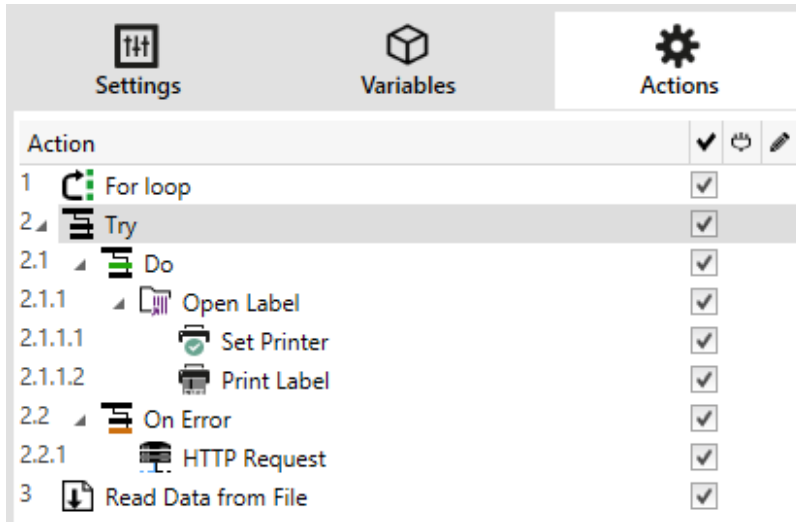 Settings Variables Actions
Action
1 For loop
2 Try
2.1 Do
2.1.1 Open Label
2.1.1.1 Set Printer
2.1.1.2 Print Label
2.2 On Error
2.2.1 HTTP Request
3 Read Data from File